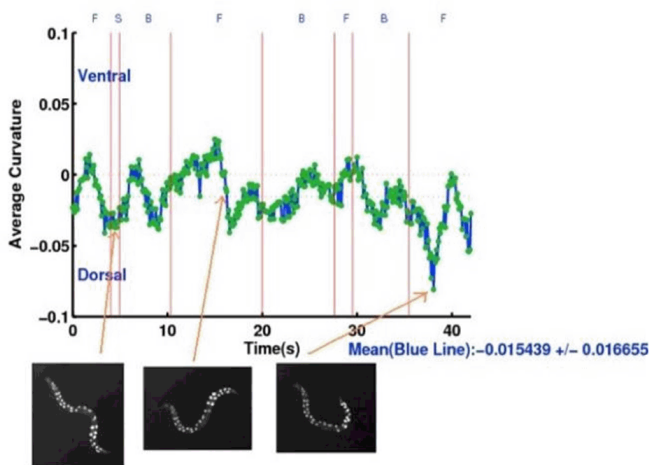 F S B F B F B F
0.1
Ventral
0.05
0
−0.05
Dorsal
−0.1
Average Curvature
0 10 20 30 40
Time(s)
Mean(Blue Line):−0.015439 +/− 0.016655